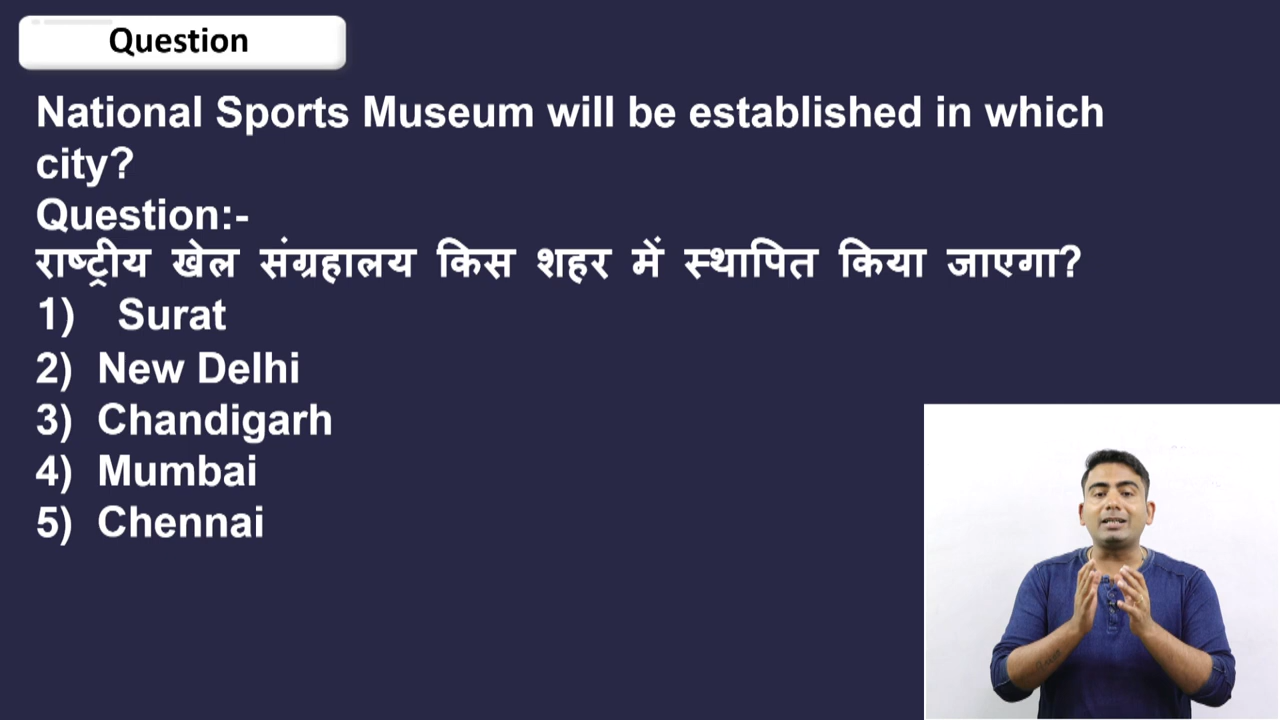 Question
National Sports Museum will be established in which
city?
Question:-
राष्ट्रीय खेल संग्रहालय किस शहर में स्थापित किया जाएगा?
1) Surat
2) New Delhi
3) Chandigarh
4) Mumbai
5) Chennai